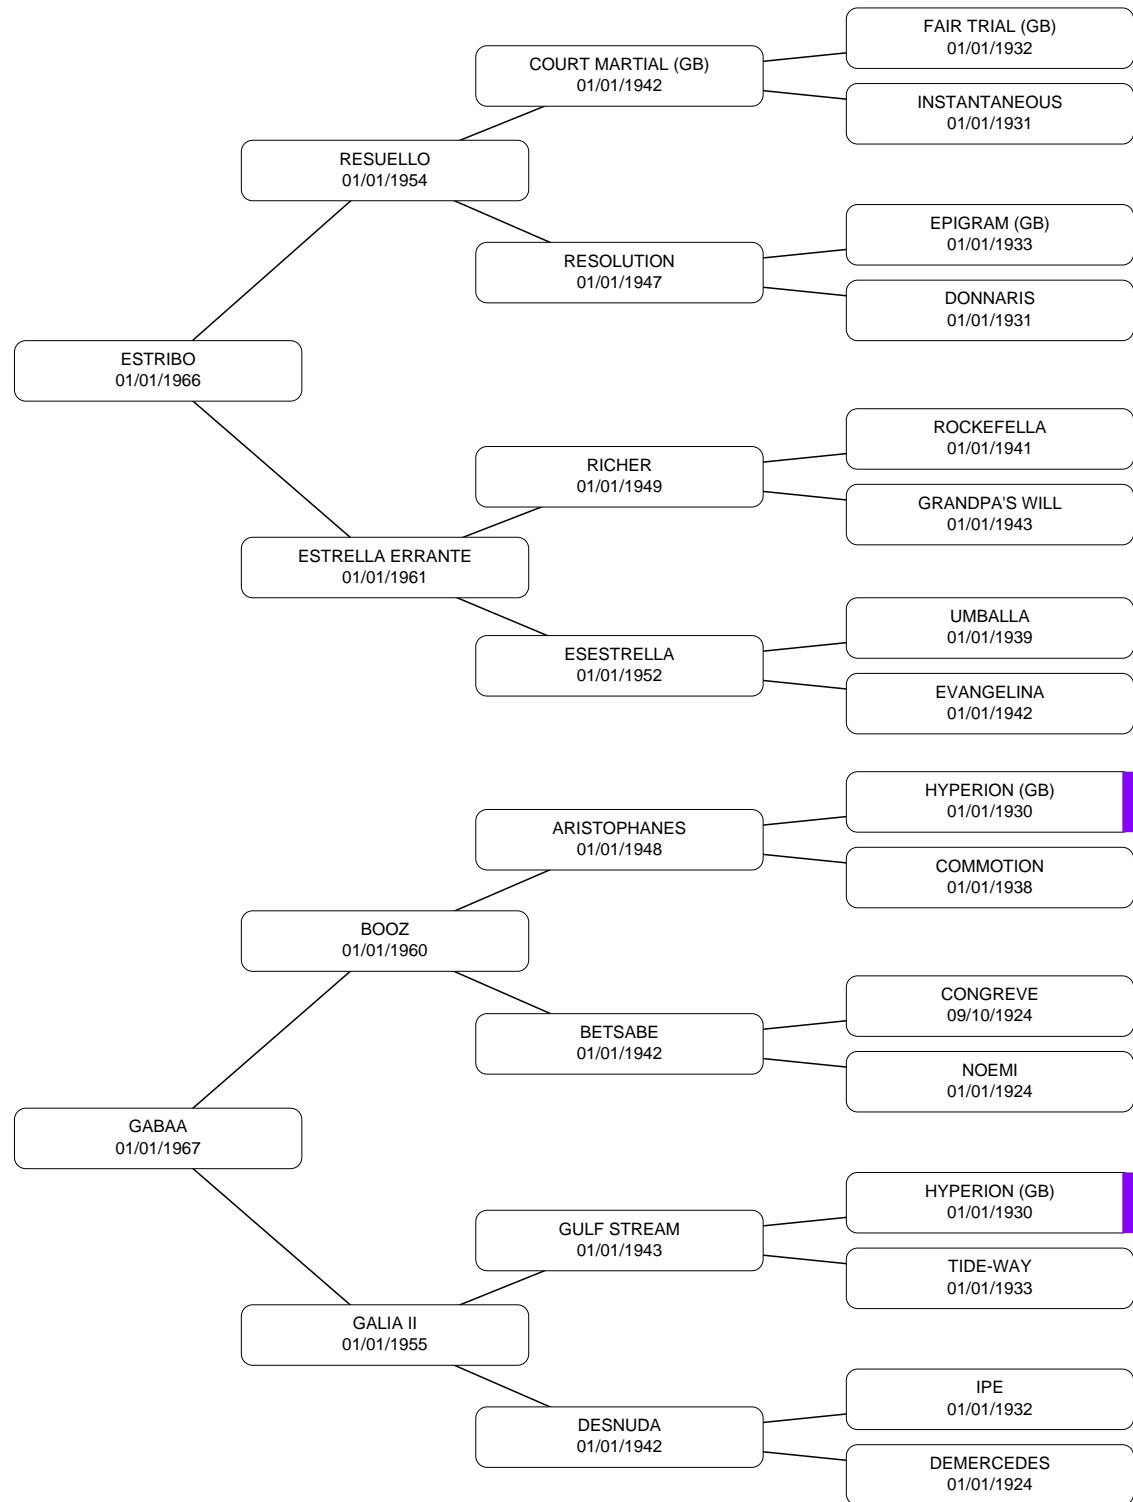 FAIR TRIAL (GB)
01/01/1932
COURT MARTIAL (GB)
01/01/1942
INSTANTANEOUS
01/01/1931
RESUELLO
01/01/1954
EPIGRAM (GB)
01/01/1933
RESOLUTION
01/01/1947
DONNARIS
01/01/1931
ESTRIBO
01/01/1966
ROCKEFELLA
01/01/1941
RICHER
01/01/1949
GRANDPA'S WILL
01/01/1943
ESTRELLA ERRANTE
01/01/1961
UMBALLA
01/01/1939
ESESTRELLA
01/01/1952
EVANGELINA
01/01/1942
HYPERION (GB)
01/01/1930
ARISTOPHANES
01/01/1948
COMMOTION
01/01/1938
BOOZ
01/01/1960
CONGREVE
09/10/1924
BETSABE
01/01/1942
NOEMI
01/01/1924
GABAA
01/01/1967
HYPERION (GB)
01/01/1930
GULF STREAM
01/01/1943
TIDE-WAY
01/01/1933
GALIA II
01/01/1955
IPE
01/01/1932
DESNUDA
01/01/1942
DEMERCEDES
01/01/1924